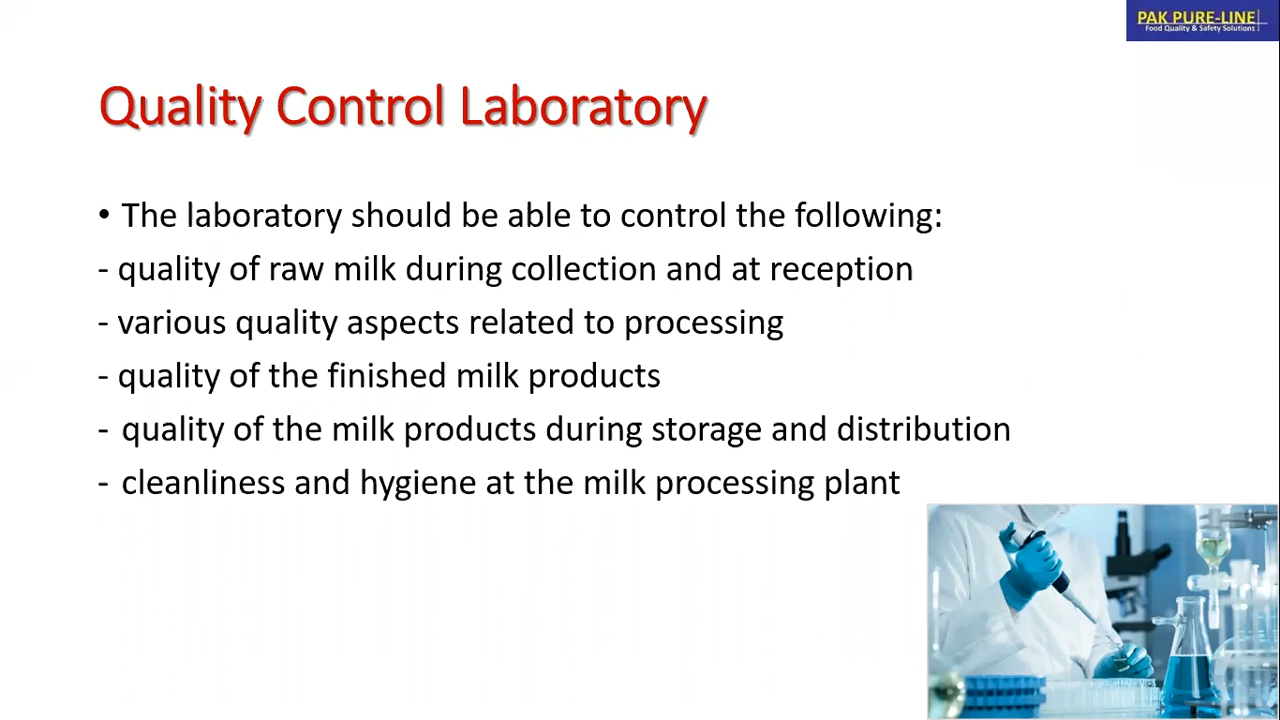 PAK PURE-LINE
Food Quality & Safety Solutions
Quality Control Laboratory
• The laboratory should be able to control the following:
- quality of raw milk during collection and at reception
- various quality aspects related to processing
- quality of the finished milk products
- quality of the milk products during storage and distribution
- cleanliness and hygiene at the milk processing plant